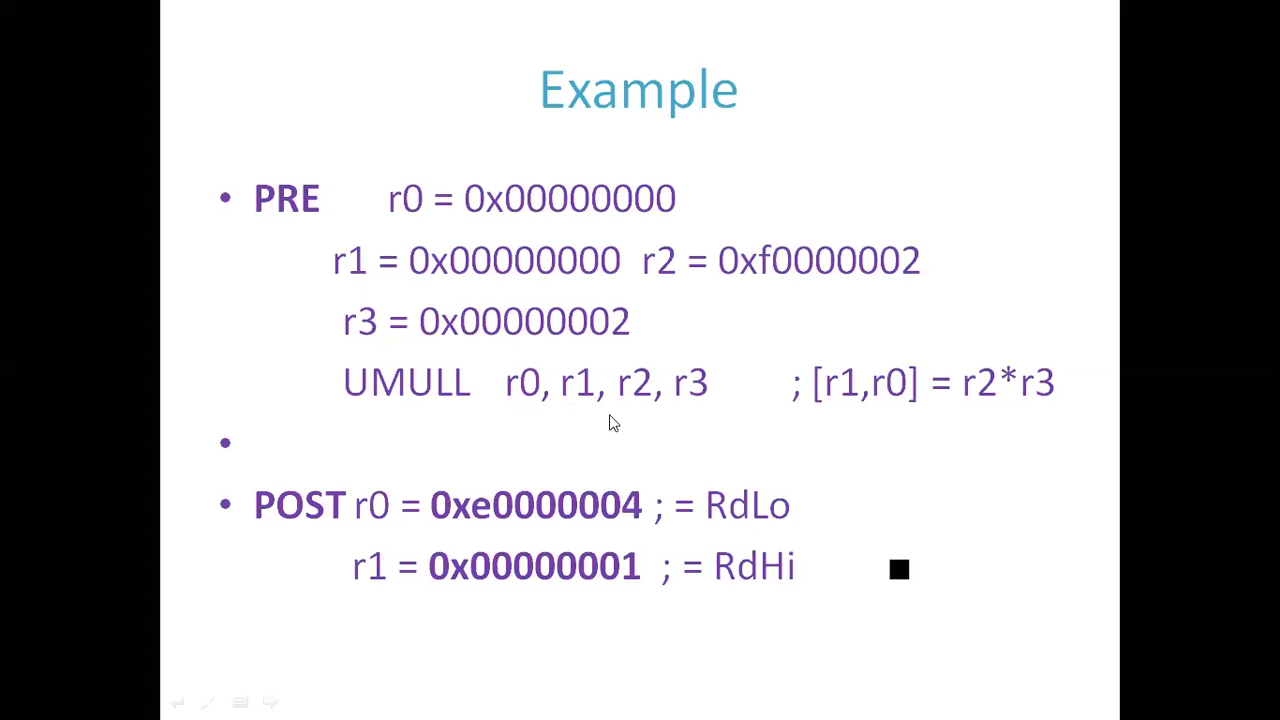 Example
• PRE r0 = 0x00000000
r1 = 0x00000000 r2 = 0xf0000002
r3 = 0x00000002
UMULL r0, r1, r2, r3 ; [r1,r0] = r2*r3
•
• POST r0 = 0xe0000004 ; = RdLo
r1 = 0x00000001 ; = RdHi ■